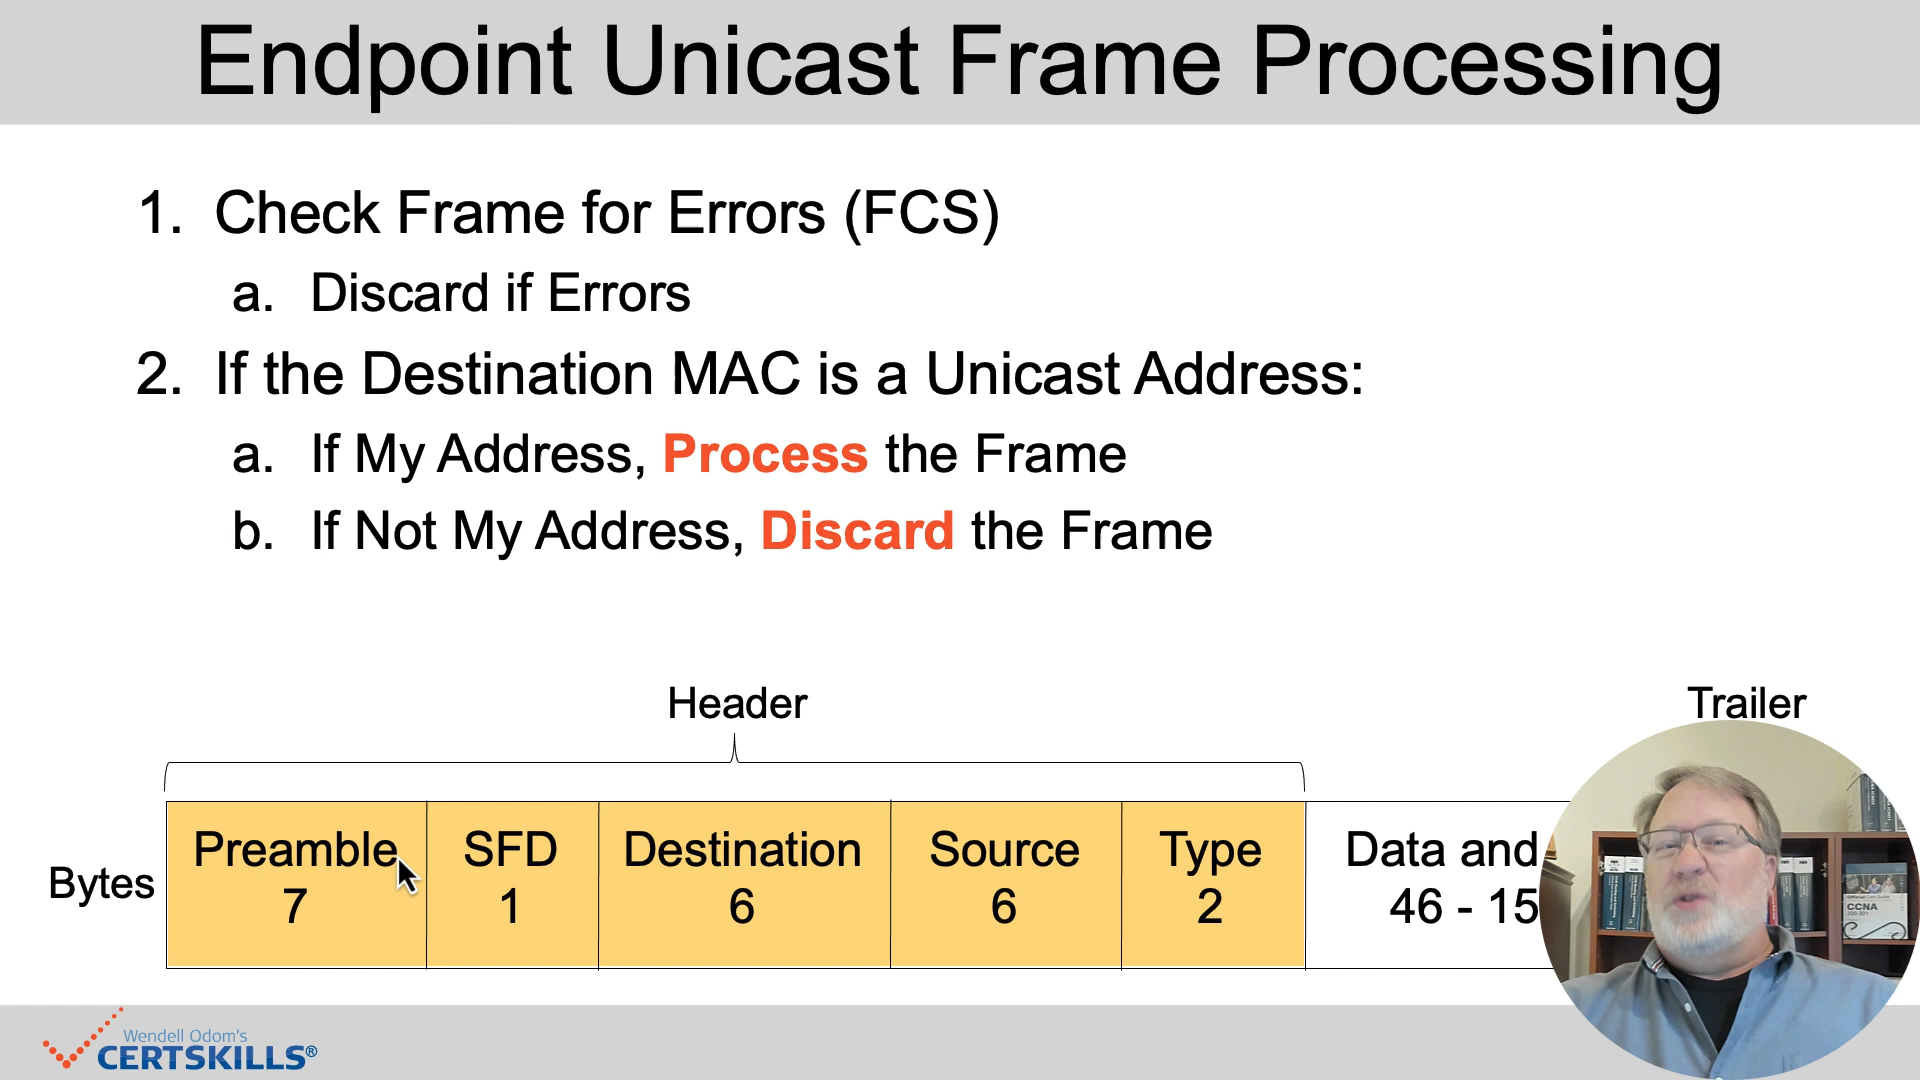 Endpoint Unicast Frame Processing
1. Check Frame for Errors (FCS)
a. Discard if Errors
2. If the Destination MAC is a Unicast Address:
a. If My Address, Process the Frame
b. If Not My Address, Discard the Frame
Header
Trailer
Bytes
Preamble
7
SFD
1
Destination
6
Source
6
Type
2
Data and
46 - 15
CCNA
Wendell Odom's
CERTSKILLS®